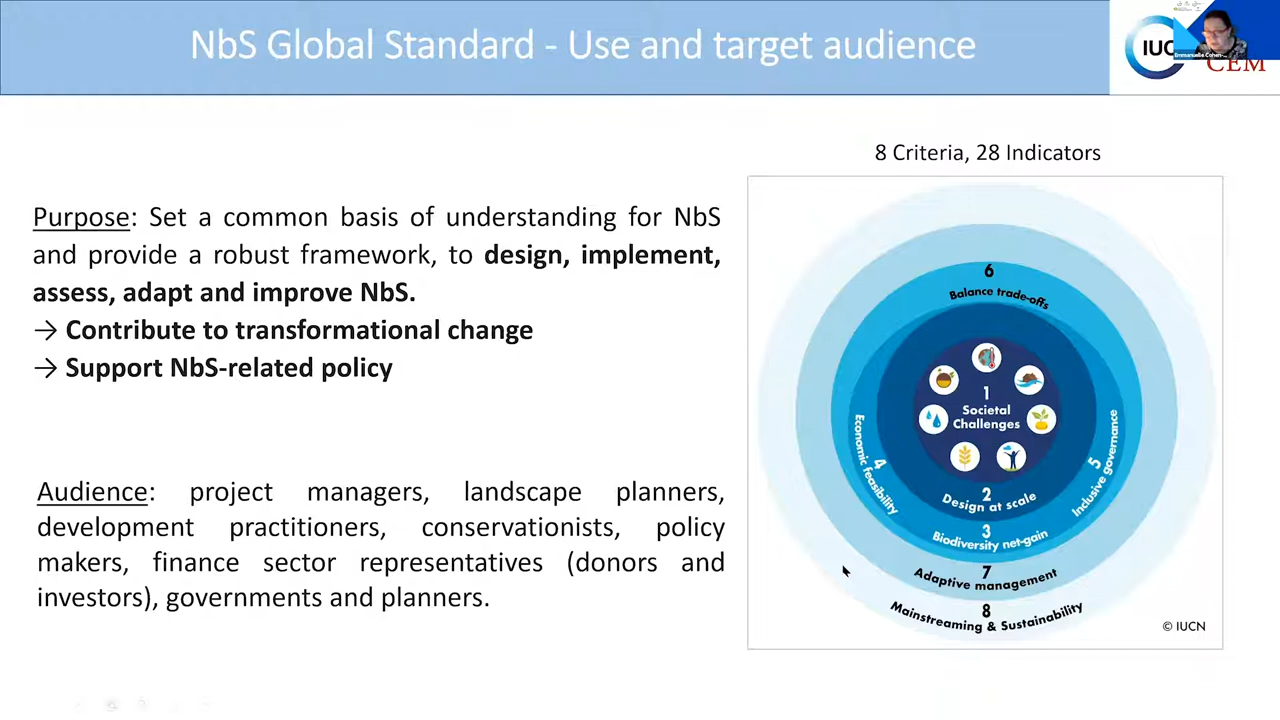 NbS Global Standard - Use and target audience
IUC
CEM
Emmanuelle Cohen-
8 Criteria, 28 Indicators
Purpose: Set a common basis of understanding for NbS
and provide a robust framework, to design, implement,
assess, adapt and improve NbS.
→ Contribute to transformational change
→ Support NbS-related policy
Audience: project managers, landscape planners,
development practitioners, conservationists, policy
makers, finance sector representatives (donors and
investors), governments and planners.
6
Balance trade-offs
1
Societal
Challenges
4
Economic feasibility
5
Inclusive governance
2
Design at scale
3
Biodiversity net-gain
7
Adaptive management
8
Mainstreaming & Sustainability
© IUCN